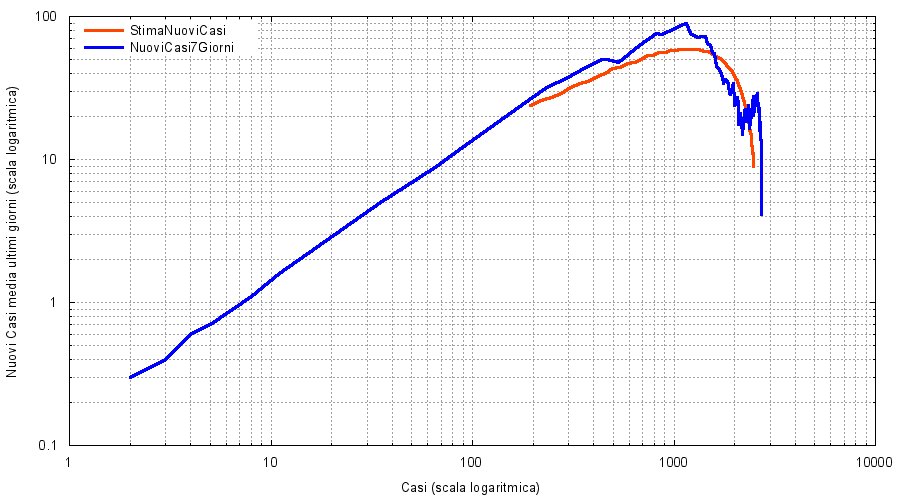 100
StimaNuoviCasi
NuoviCasi7Giorni
10
1
0.1
Nuovi Casi media ultimi giorni (scala logaritmica)
1 10 100 1000 10000
Casi (scala logaritmica)